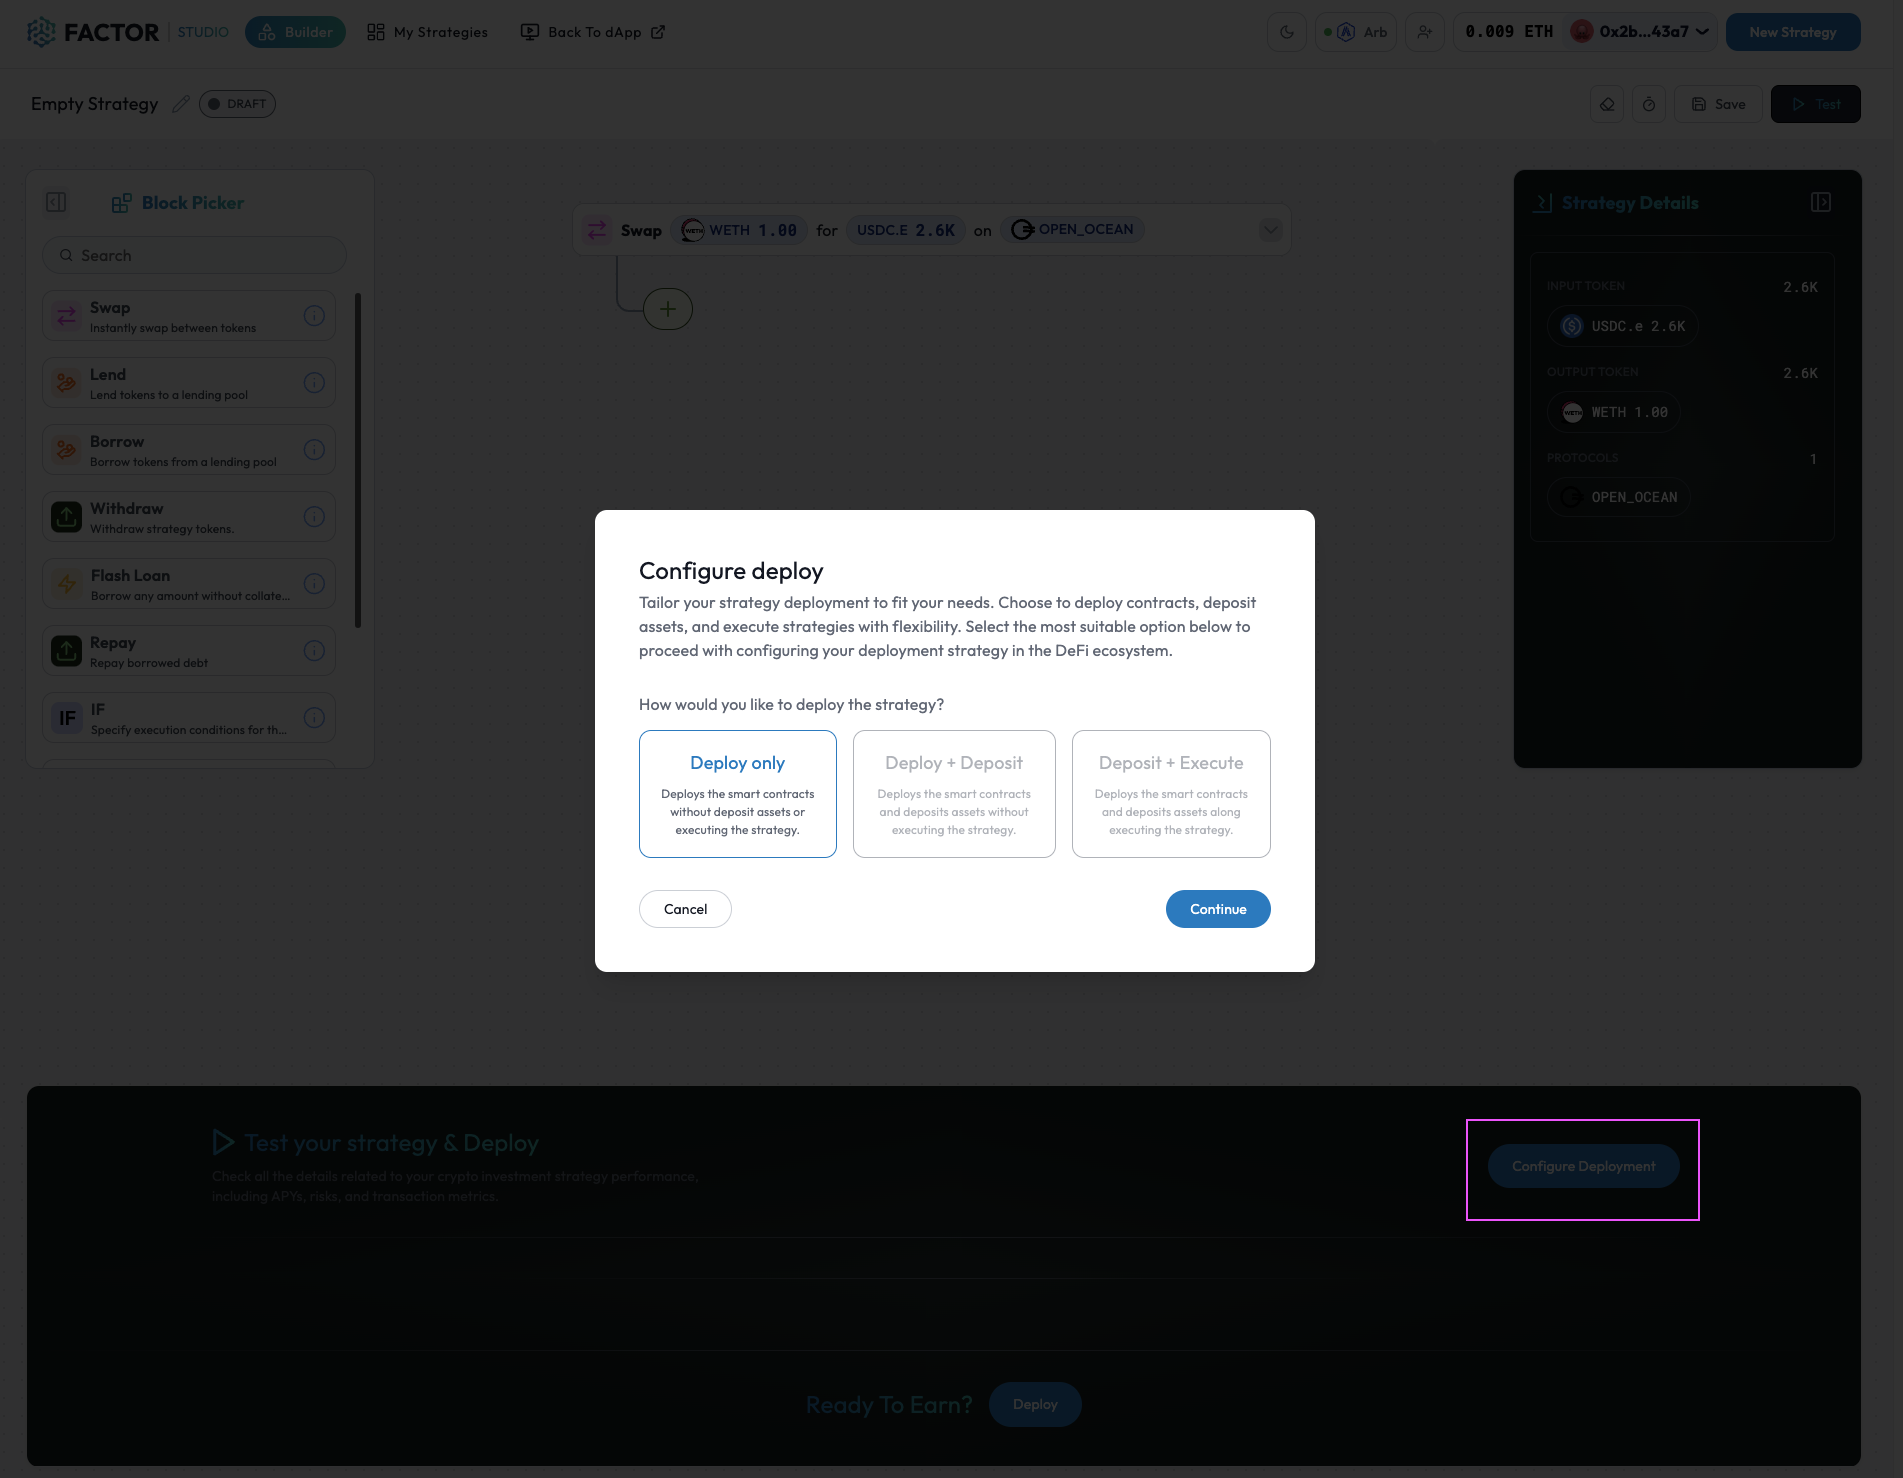 FACTOR STUDIO Builder My Strategies Back To dApp Arb 0.009 ETH 0x2b...43a7 New Strategy
Empty Strategy DRAFT Save Test
Block Picker
Search
Swap
Instantly swap between tokens
Lend
Lend tokens to a lending pool
Borrow
Borrow tokens from a lending pool
Withdraw
Withdraw strategy tokens.
Flash Loan
Borrow any amount without collate...
Repay
Repay borrowed debt
IF IF
Specify execution conditions for th...
Swap WETH WETH 1.00 for USDC.E 2.6K on OPEN_OCEAN
Strategy Details
INPUT TOKEN 2.6K
USDC.e 2.6K
OUTPUT TOKEN 2.6K
WETH WETH 1.00
PROTOCOLS 1
OPEN_OCEAN
Configure deploy
Tailor your strategy deployment to fit your needs. Choose to deploy contracts, deposit
assets, and execute strategies with flexibility. Select the most suitable option below to
proceed with configuring your deployment strategy in the DeFi ecosystem.
How would you like to deploy the strategy?
Deploy only
Deploys the smart contracts
without deposit assets or
executing the strategy.
Deploy + Deposit
Deploys the smart contracts
and deposits assets without
executing the strategy.
Deposit + Execute
Deploys the smart contracts
and deposits assets along
executing the strategy.
Cancel Continue
Test your strategy & Deploy
Check all the details related to your crypto investment strategy performance,
including APYs, risks, and transaction metrics.
Configure Deployment
Ready To Earn? Deploy